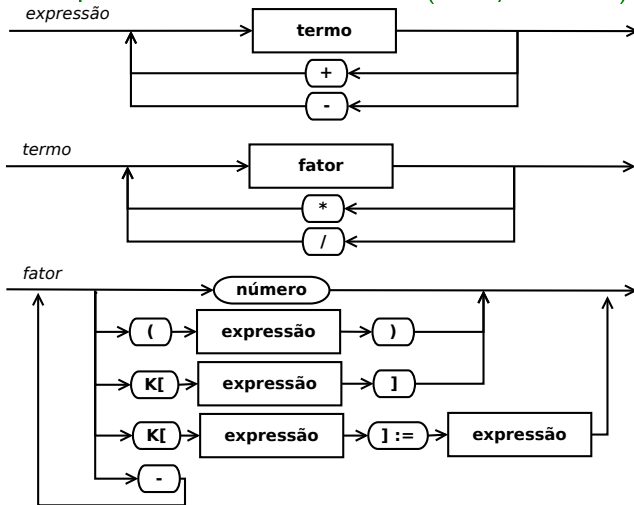 expressão
termo
+
-
termo
fator
*
/
fator
número
( expressão )
K[ expressão ]
K[ expressão ] := expressão
-